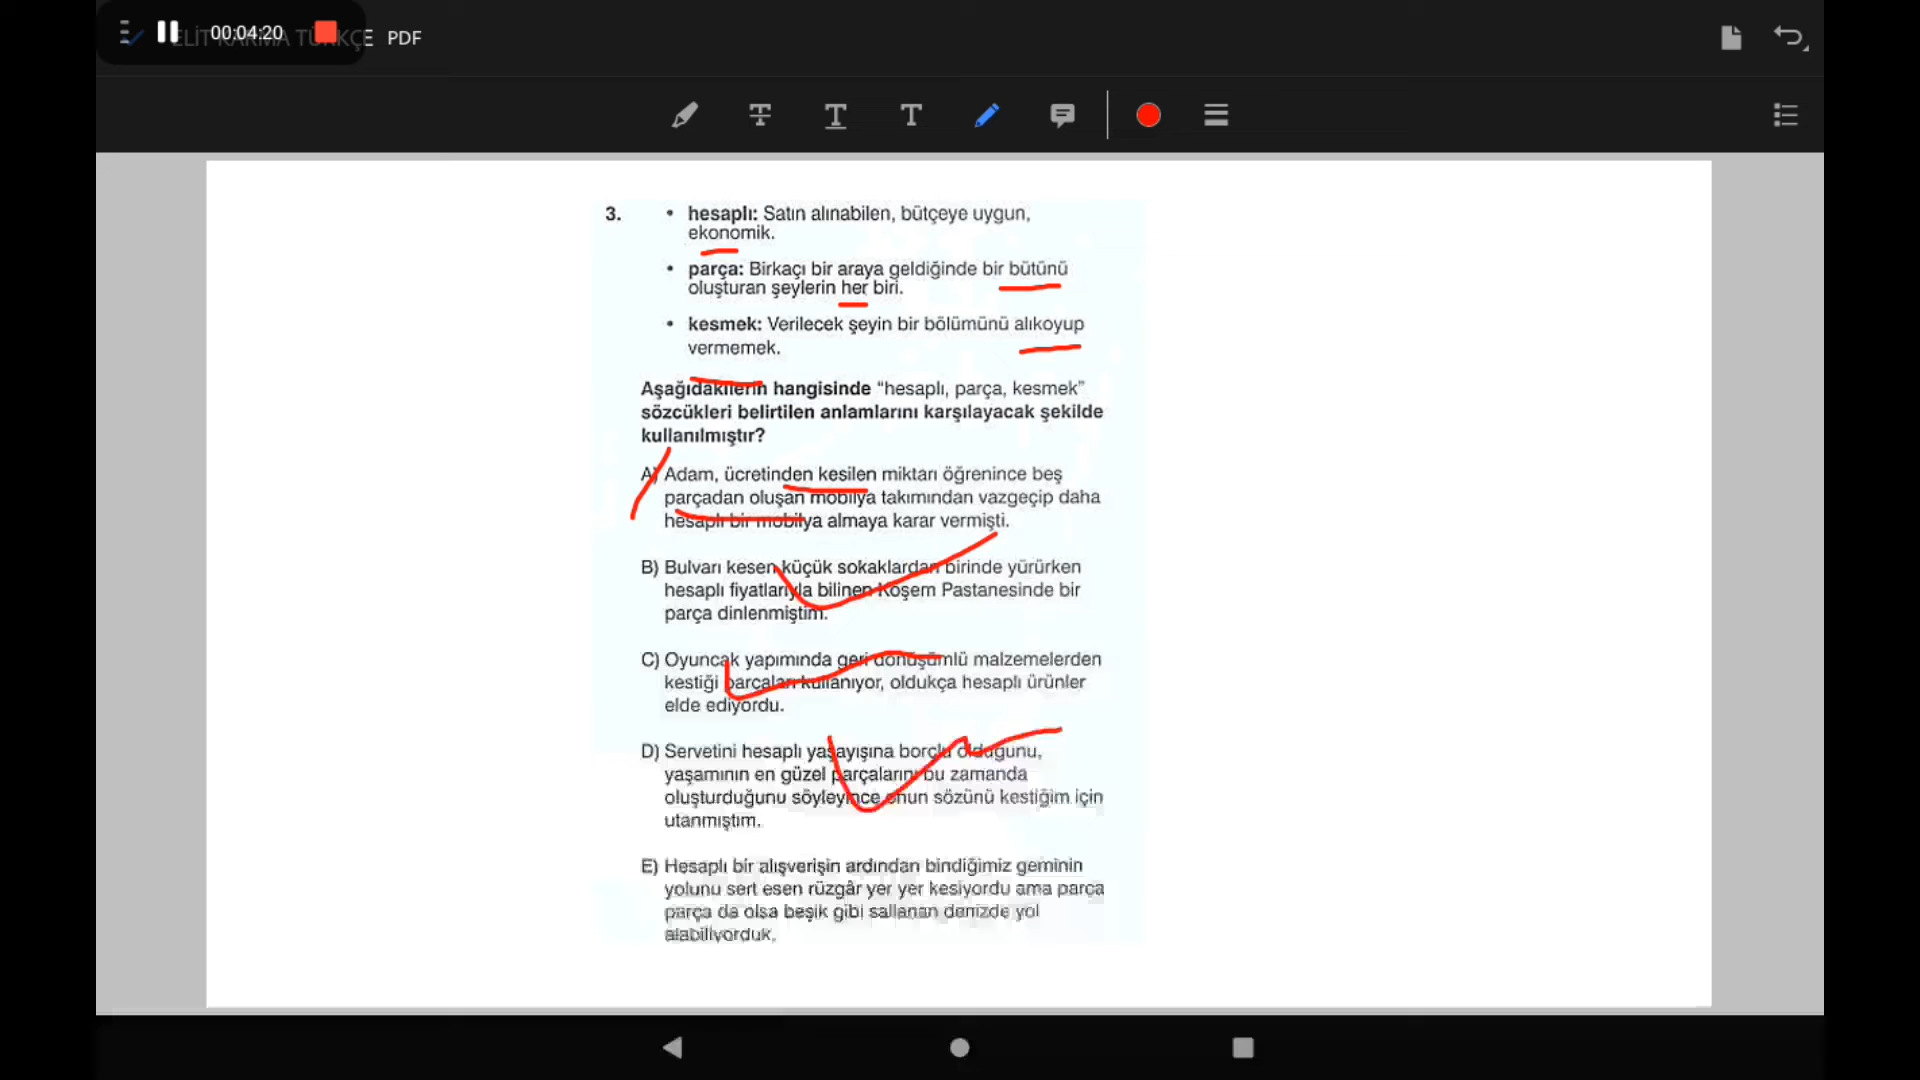 00:04:20
ELİT KARMA TÜRKÇE PDF
3. • hesaplı: Satın alınabilen, bütçeye uygun,
ekonomik.
• parça: Birkaçı bir araya geldiğinde bir bütünü
oluşturan şeylerin her biri.
• kesmek: Verilecek şeyin bir bölümünü alıkoyup
vermemek.
Aşağıdakilerin hangisinde “hesaplı, parça, kesmek”
sözcükleri belirtilen anlamlarını karşılayacak şekilde
kullanılmıştır?
A) Adam, ücretinden kesilen miktarı öğrenince beş
parçadan oluşan mobilya takımından vazgeçip daha
hesaplı bir mobilya almaya karar vermişti.
B) Bulvarı kesen küçük sokaklardan birinde yürürken
hesaplı fiyatlarıyla bilinen Köşem Pastanesinde bir
parça dinlenmiştim.
C) Oyuncak yapımında geri dönüşümlü malzemelerden
kestiği parçaları kullanıyor, oldukça hesaplı ürünler
elde ediyordu.
D) Servetini hesaplı yaşayışına borçlu olduğunu,
yaşamının en güzel parçalarını bu zamanda
oluşturduğunu söyleyince onun sözünü kestiğim için
utanmıştım.
E) Hesaplı bir alışverişin ardından bindiğimiz geminin
yolunu sert esen rüzgâr yer yer kesiyordu ama parça
parça da olsa beşik gibi sallanan denizde yol
alabiliyorduk.